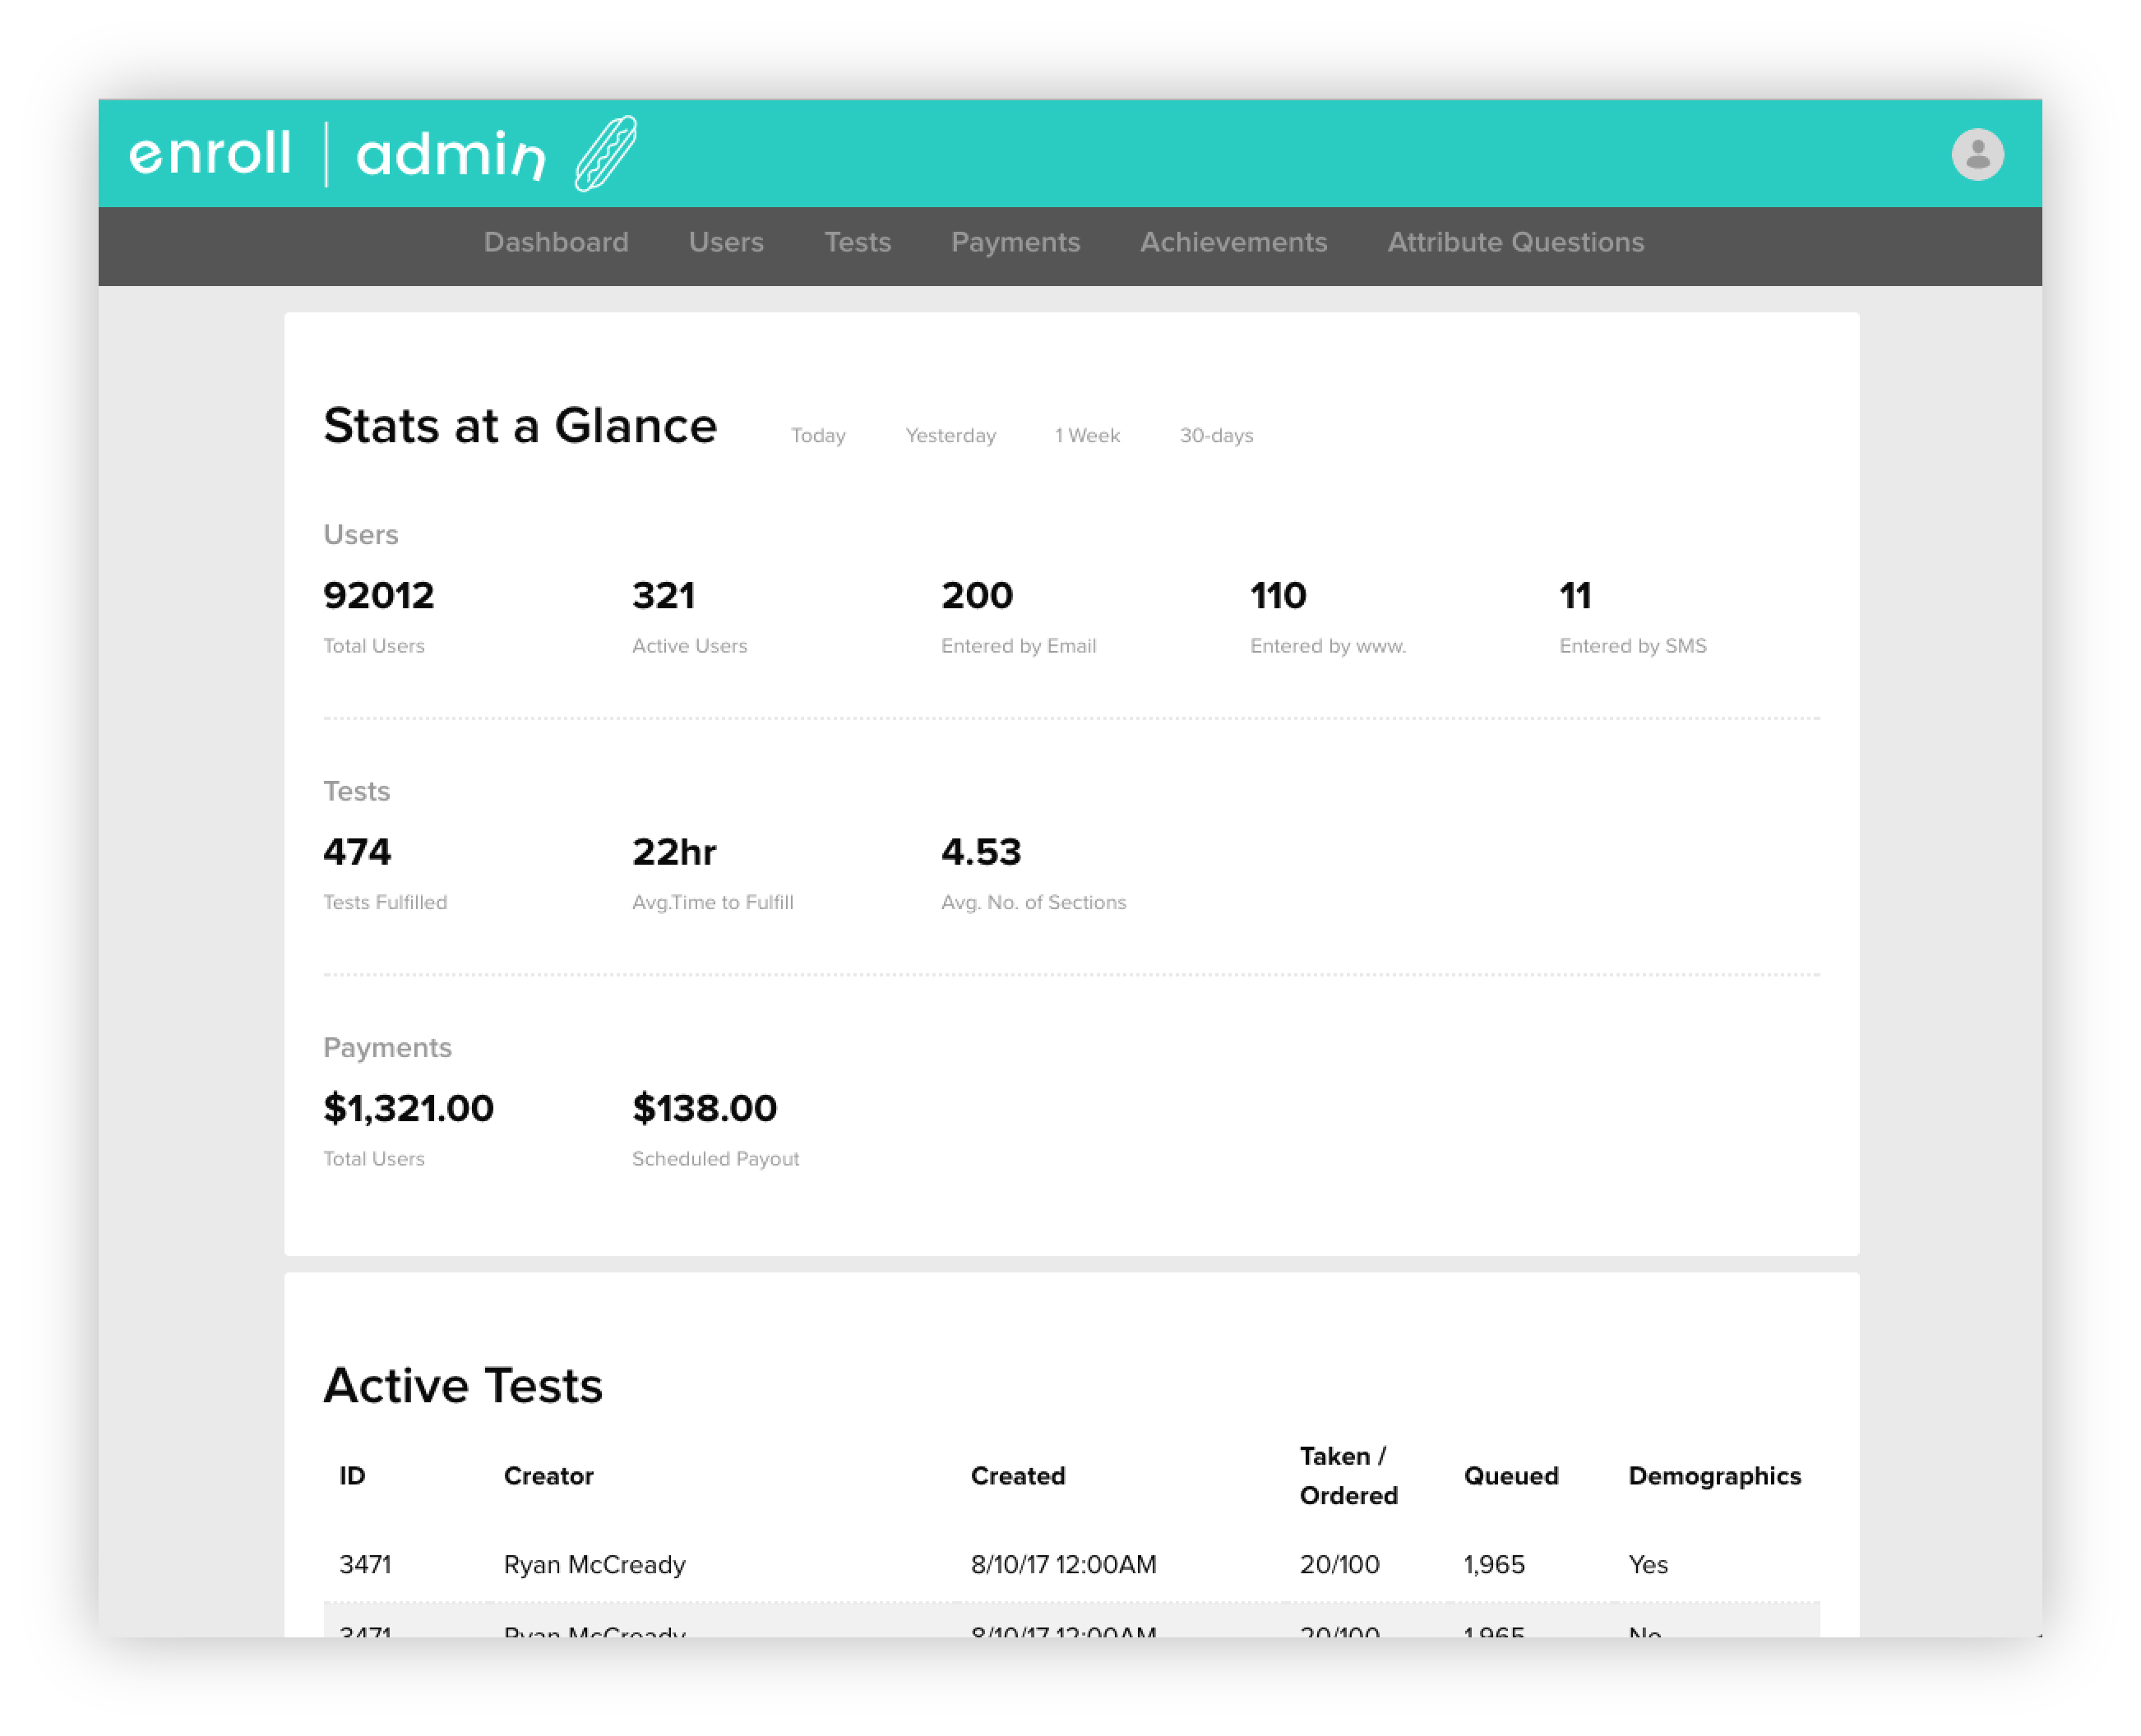 enroll | admin
Dashboard Users Tests Payments Achievements Attribute Questions
Stats at a Glance Today Yesterday 1 Week 30-days
Users
92012 321 200 110 11
Total Users Active Users Entered by Email Entered by www. Entered by SMS
Tests
474 22hr 4.53
Tests Fulfilled Avg.Time to Fulfill Avg. No. of Sections
Payments
$1,321.00 $138.00
Total Users Scheduled Payout
Active Tests
ID Creator Created Taken / Ordered Queued Demographics
3471 Ryan McCready 8/10/17 12:00AM 20/100 1,965 Yes
3471 Ryan McCready 8/10/17 12:00AM 20/100 1,965 No